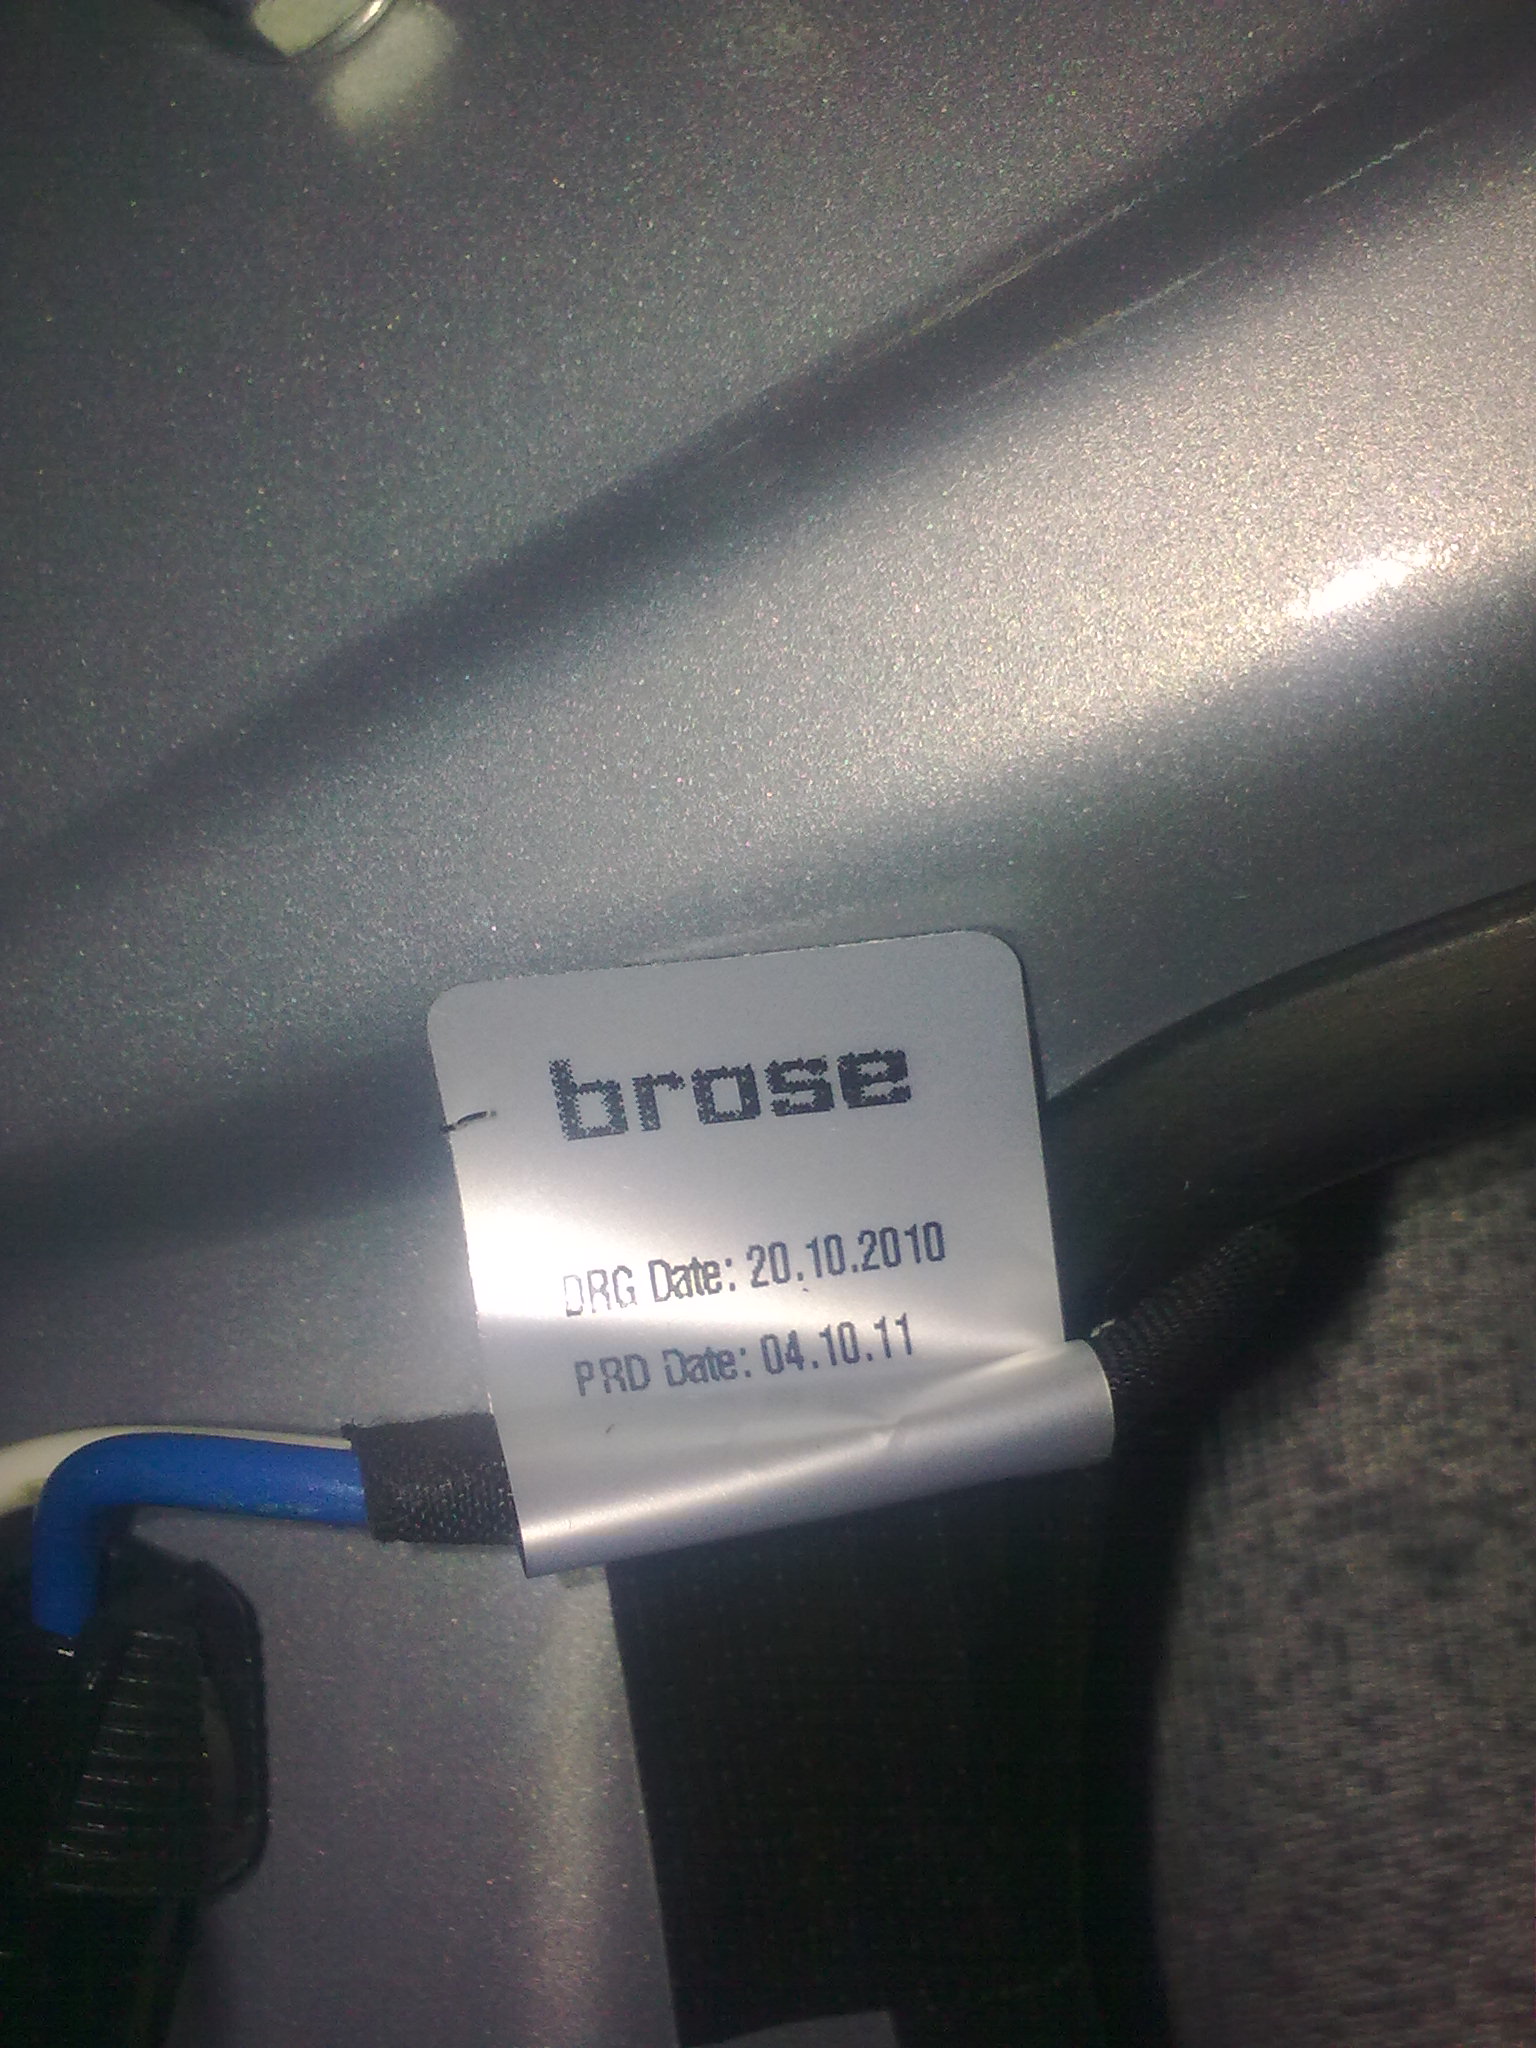 brose
DRG Date: 20.10.2010
PRD Date: 04.10.11